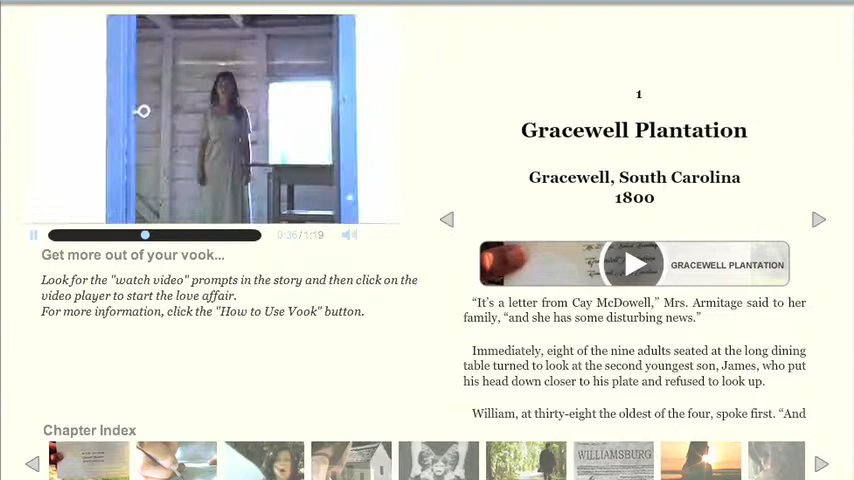 0:36/1:19
Get more out of your vook...
Look for the "watch video" prompts in the story and then click on the
video player to start the love affair.
For more information, click the "How to Use Vook" button.
1
Gracewell Plantation
Gracewell, South Carolina
1800
GRACEWELL PLANTATION
“It’s a letter from Cay McDowell,” Mrs. Armitage said to her
family, “and she has some disturbing news.”
Immediately, eight of the nine adults seated at the long dining
table turned to look at the second youngest son, James, who put
his head down closer to his plate and refused to look up.
William, at thirty-eight the oldest of the four, spoke first. “And
Chapter Index
WILLIAMSBURG